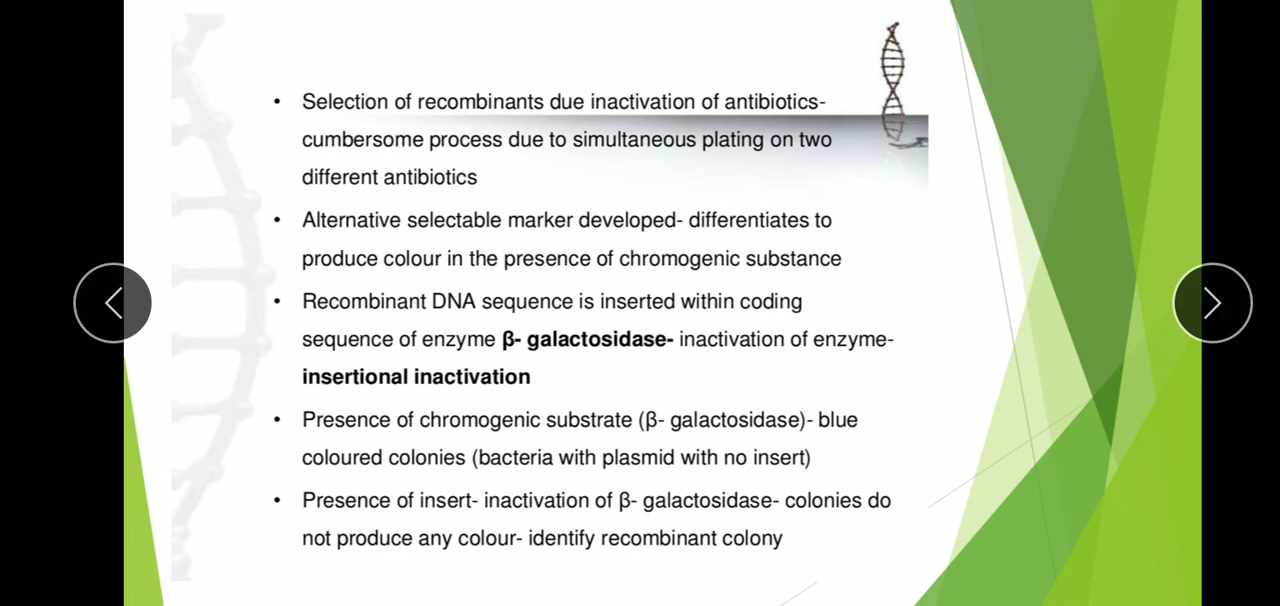 • Selection of recombinants due inactivation of antibiotics-
cumbersome process due to simultaneous plating on two
different antibiotics
• Alternative selectable marker developed- differentiates to
produce colour in the presence of chromogenic substance
• Recombinant DNA sequence is inserted within coding
sequence of enzyme β- galactosidase- inactivation of enzyme-
insertional inactivation
• Presence of chromogenic substrate (β- galactosidase)- blue
coloured colonies (bacteria with plasmid with no insert)
• Presence of insert- inactivation of β- galactosidase- colonies do
not produce any colour- identify recombinant colony